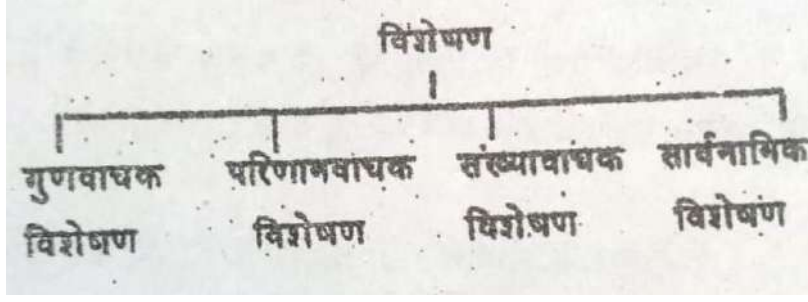 विशेषण
गुणवाचक परिणामवाचक संख्यावाचक सार्वनामिक
विशेषण विशेषण विशेषण विशेषण